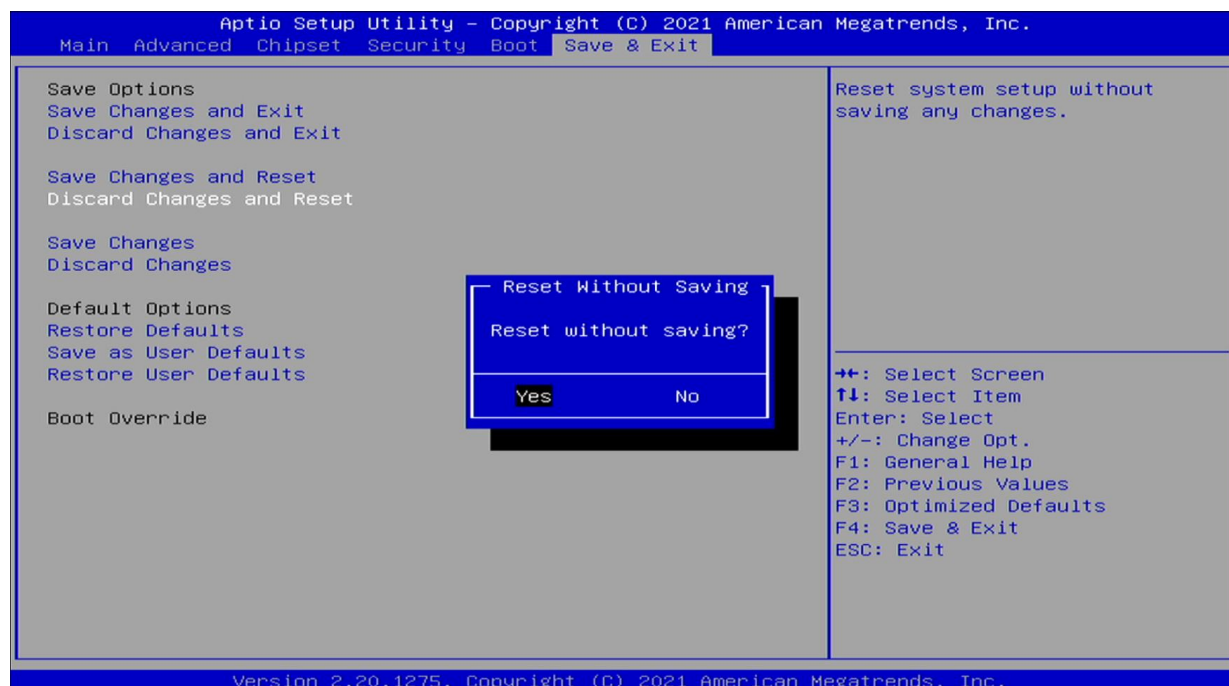 Aptio Setup Utility – Copyright (C) 2021 American Megatrends, Inc.
Main Advanced Chipset Security Boot Save & Exit
Save Options
Save Changes and Exit
Discard Changes and Exit
Save Changes and Reset
Discard Changes and Reset
Save Changes
Discard Changes
Default Options
Restore Defaults
Save as User Defaults
Restore User Defaults
Boot Override
Reset Without Saving
Reset without saving?
Yes No
Reset system setup without
saving any changes.
→←: Select Screen
↑↓: Select Item
Enter: Select
+/-: Change Opt.
F1: General Help
F2: Previous Values
F3: Optimized Defaults
F4: Save & Exit
ESC: Exit
Version 2.20.1275. Copyright (C) 2021 American Megatrends, Inc.